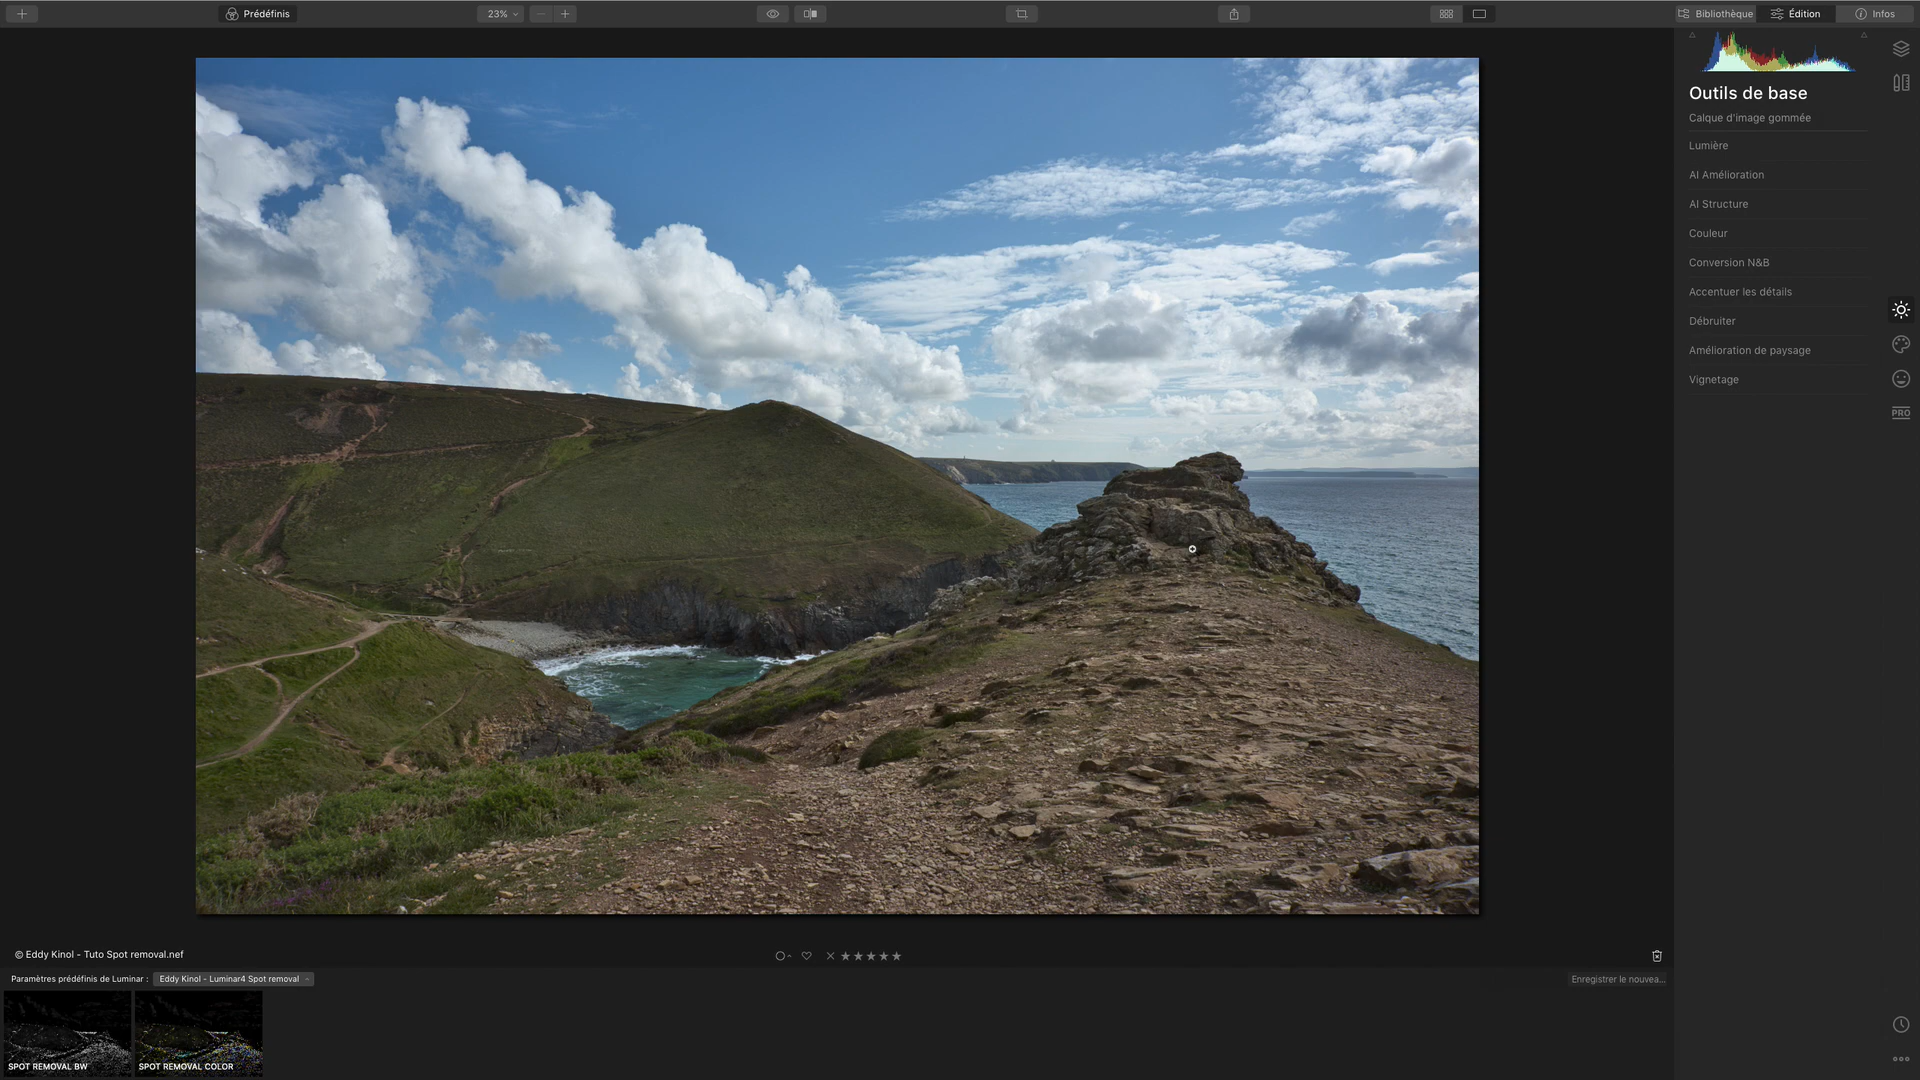 Prédéfinis
23%
Bibliothèque
Édition
Infos
Outils de base
Calque d'image gommée
Lumière
AI Amélioration
AI Structure
Couleur
Conversion N&B
Accentuer les détails
Débruiter
Amélioration de paysage
Vignetage
PRO
© Eddy Kinol - Tuto Spot removal.nef
Paramètres prédéfinis de Luminar :
Eddy Kinol - Luminar4 Spot removal
Enregistrer le nouvea...
SPOT REMOVAL BW
SPOT REMOVAL COLOR